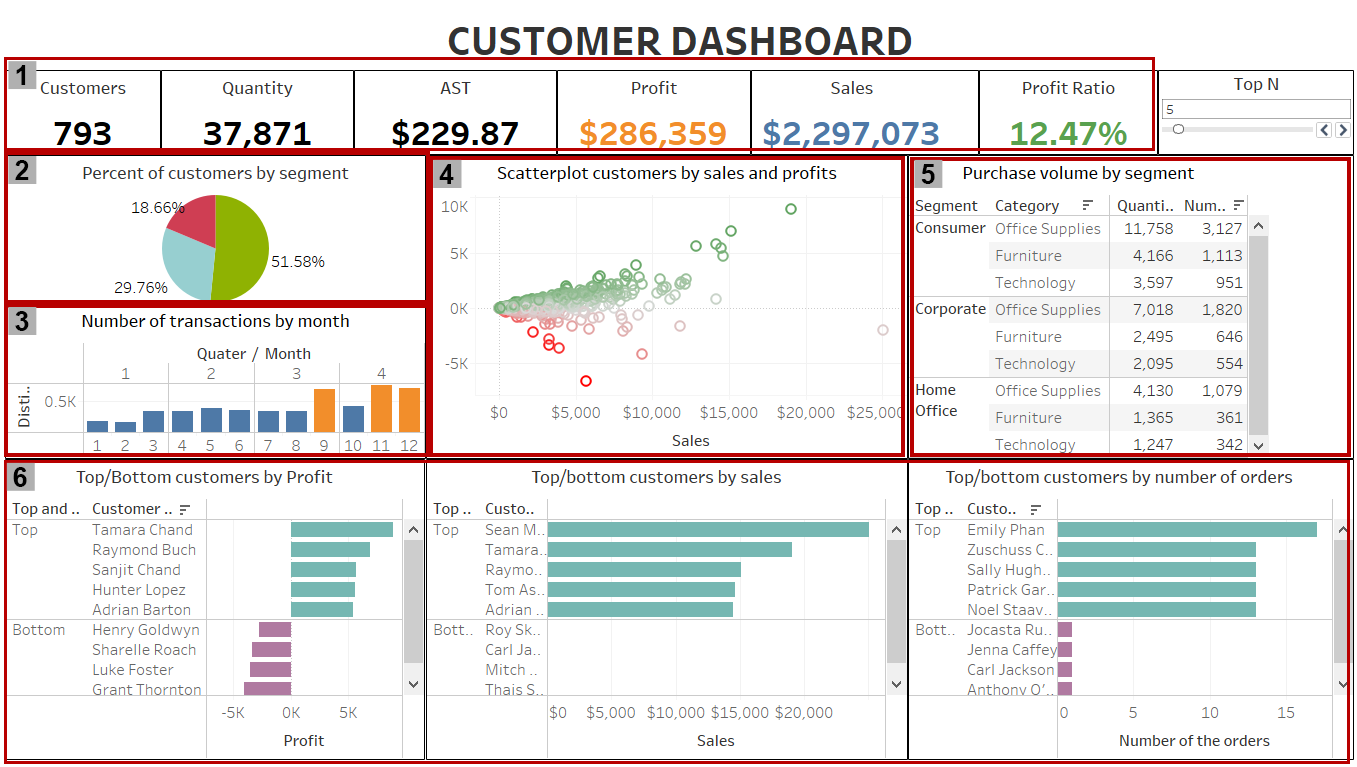 CUSTOMER DASHBOARD
1
Customers Quantity AST Profit Sales Profit Ratio Top N
793 37,871 $229.87 $286,359 $2,297,073 12.47% 5
2
Percent of customers by segment
18.66%
51.58%
29.76%
3
Number of transactions by month
Quater / Month
1 2 3 4
Disti..
0.5K
1 2 3 4 5 6 7 8 9 10 11 12
4
Scatterplot customers by sales and profits
10K
5K
0K
-5K
$0 $5,000 $10,000 $15,000 $20,000 $25,000
Sales
5
Purchase volume by segment
Segment Category Quanti.. Num..
Consumer Office Supplies 11,758 3,127
Furniture 4,166 1,113
Technology 3,597 951
Corporate Office Supplies 7,018 1,820
Furniture 2,495 646
Technology 2,095 554
Home Office Office Supplies 4,130 1,079
Furniture 1,365 361
Technology 1,247 342
6
Top/Bottom customers by Profit
Top and .. Customer ..
Top Tamara Chand
Raymond Buch
Sanjit Chand
Hunter Lopez
Adrian Barton
Bottom Henry Goldwyn
Sharelle Roach
Luke Foster
Grant Thornton
-5K 0K 5K
Profit
Top/bottom customers by sales
Top .. Custo..
Top Sean M..
Tamara..
Raymo..
Tom As..
Adrian ..
Bott.. Roy Sk..
Carl Ja..
Mitch ..
Thais S..
$0 $5,000 $10,000 $15,000 $20,000
Sales
Top/bottom customers by number of orders
Top .. Custo..
Top Emily Phan
Zuschuss C..
Sally Hugh..
Patrick Gar..
Noel Staav..
Bott.. Jocasta Ru..
Jenna Caffey
Carl Jackson
Anthony O'..
0 5 10 15
Number of the orders